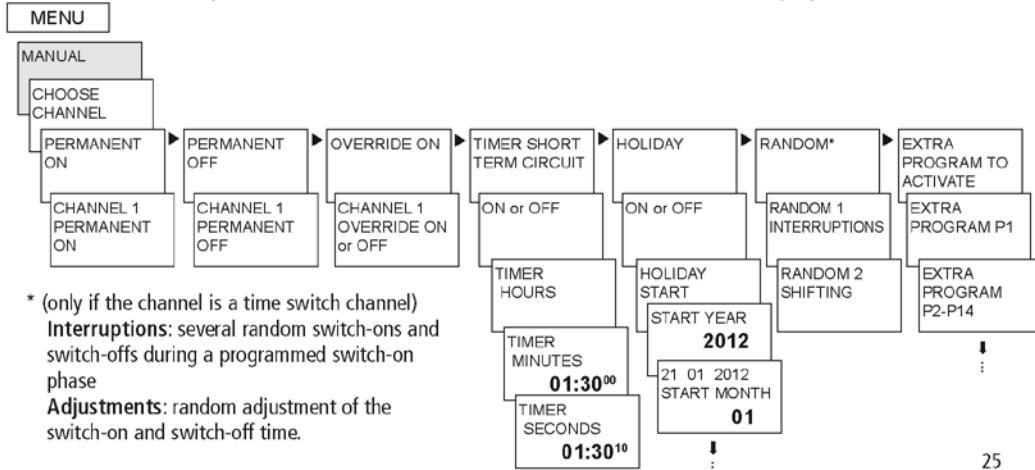 MENU
MANUAL
CHOOSE
CHANNEL
PERMANENT
ON
CHANNEL 1
PERMANENT
ON
PERMANENT
OFF
CHANNEL 1
PERMANENT
OFF
OVERRIDE ON
CHANNEL 1
OVERRIDE ON
or OFF
TIMER SHORT
TERM CIRCUIT
ON or OFF
TIMER
HOURS
TIMER
MINUTES
01:30⁰⁰
TIMER
SECONDS
01:30¹⁰
HOLIDAY
ON or OFF
HOLIDAY
START
START YEAR
2012
21 01 2012
START MONTH
01
RANDOM*
RANDOM 1
INTERRUPTIONS
RANDOM 2
SHIFTING
EXTRA
PROGRAM TO
ACTIVATE
EXTRA
PROGRAM P1
EXTRA
PROGRAM
P2-P14
* (only if the channel is a time switch channel)
Interruptions: several random switch-ons and
switch-offs during a programmed switch-on
phase
Adjustments: random adjustment of the
switch-on and switch-off time.
25